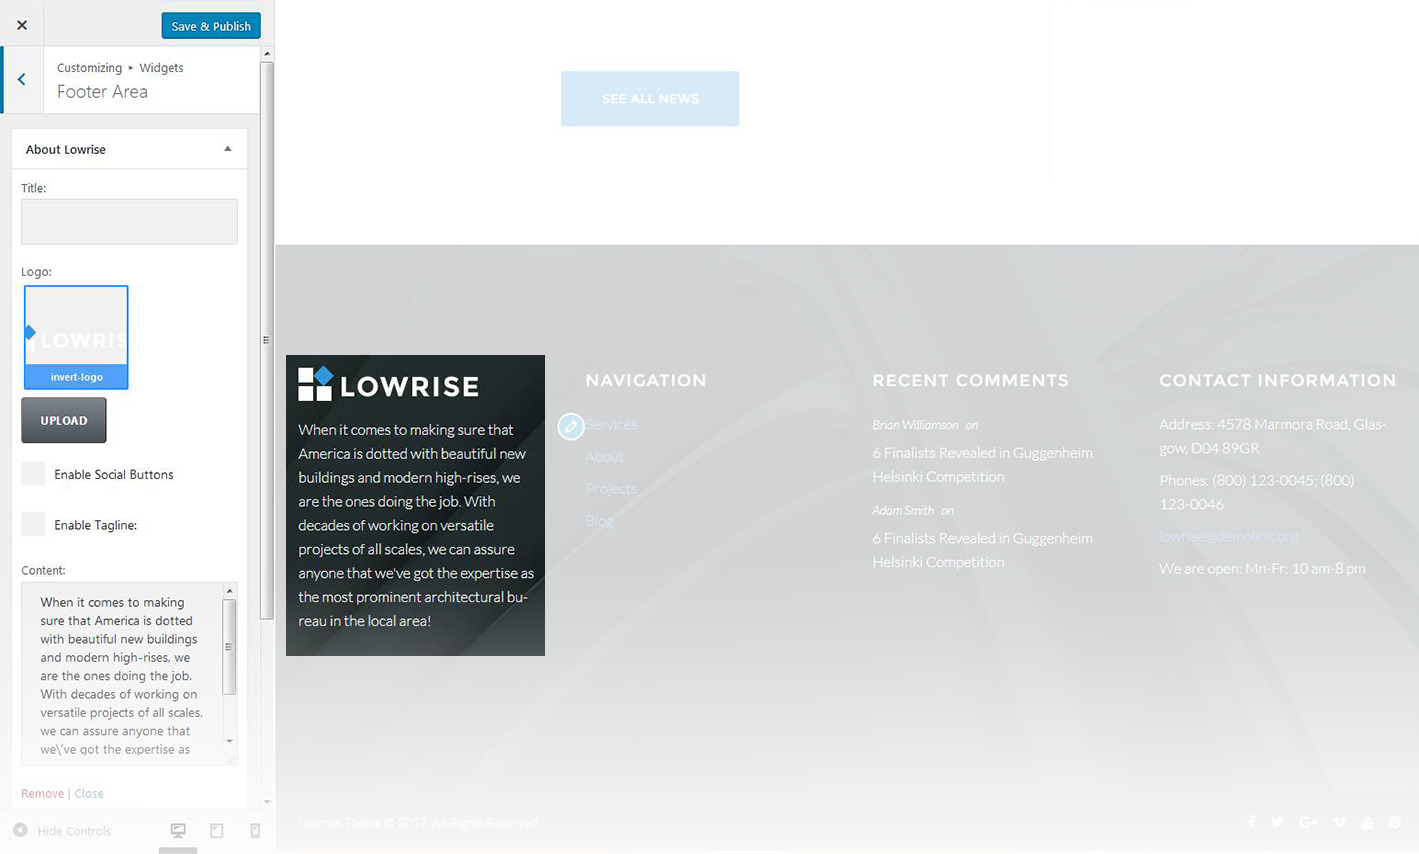 Save & Publish
Customizing ▸ Widgets
Footer Area
About Lowrise
Title:
Logo:
LOWRIS
invert-logo
UPLOAD
Enable Social Buttons
Enable Tagline:
Content:
When it comes to making
sure that America is dotted
with beautiful new buildings
and modern high-rises, we
are the ones doing the job.
With decades of working on
versatile projects of all scales,
we can assure anyone that
we\'ve got the expertise as
Remove | Close
Hide Controls
SEE ALL NEWS
LOWRISE
When it comes to making sure that
America is dotted with beautiful new
buildings and modern high-rises, we
are the ones doing the job. With
decades of working on versatile
projects of all scales, we can assure
anyone that we've got the expertise as
the most prominent architectural bu-
reau in the local area!
NAVIGATION
Services
About
Projects
Blog
RECENT COMMENTS
Brian Williamson on
6 Finalists Revealed in Guggenheim
Helsinki Competition
Adam Smith on
6 Finalists Revealed in Guggenheim
Helsinki Competition
CONTACT INFORMATION
Address: 4578 Marmora Road, Glas-
gow, D04 89GR
Phones: (800) 123-0045; (800)
123-0046
lowrise@demolink.org
We are open: Mn-Fr: 10 am-8 pm
Lowrise Theme © 2017. All Rights Reserved